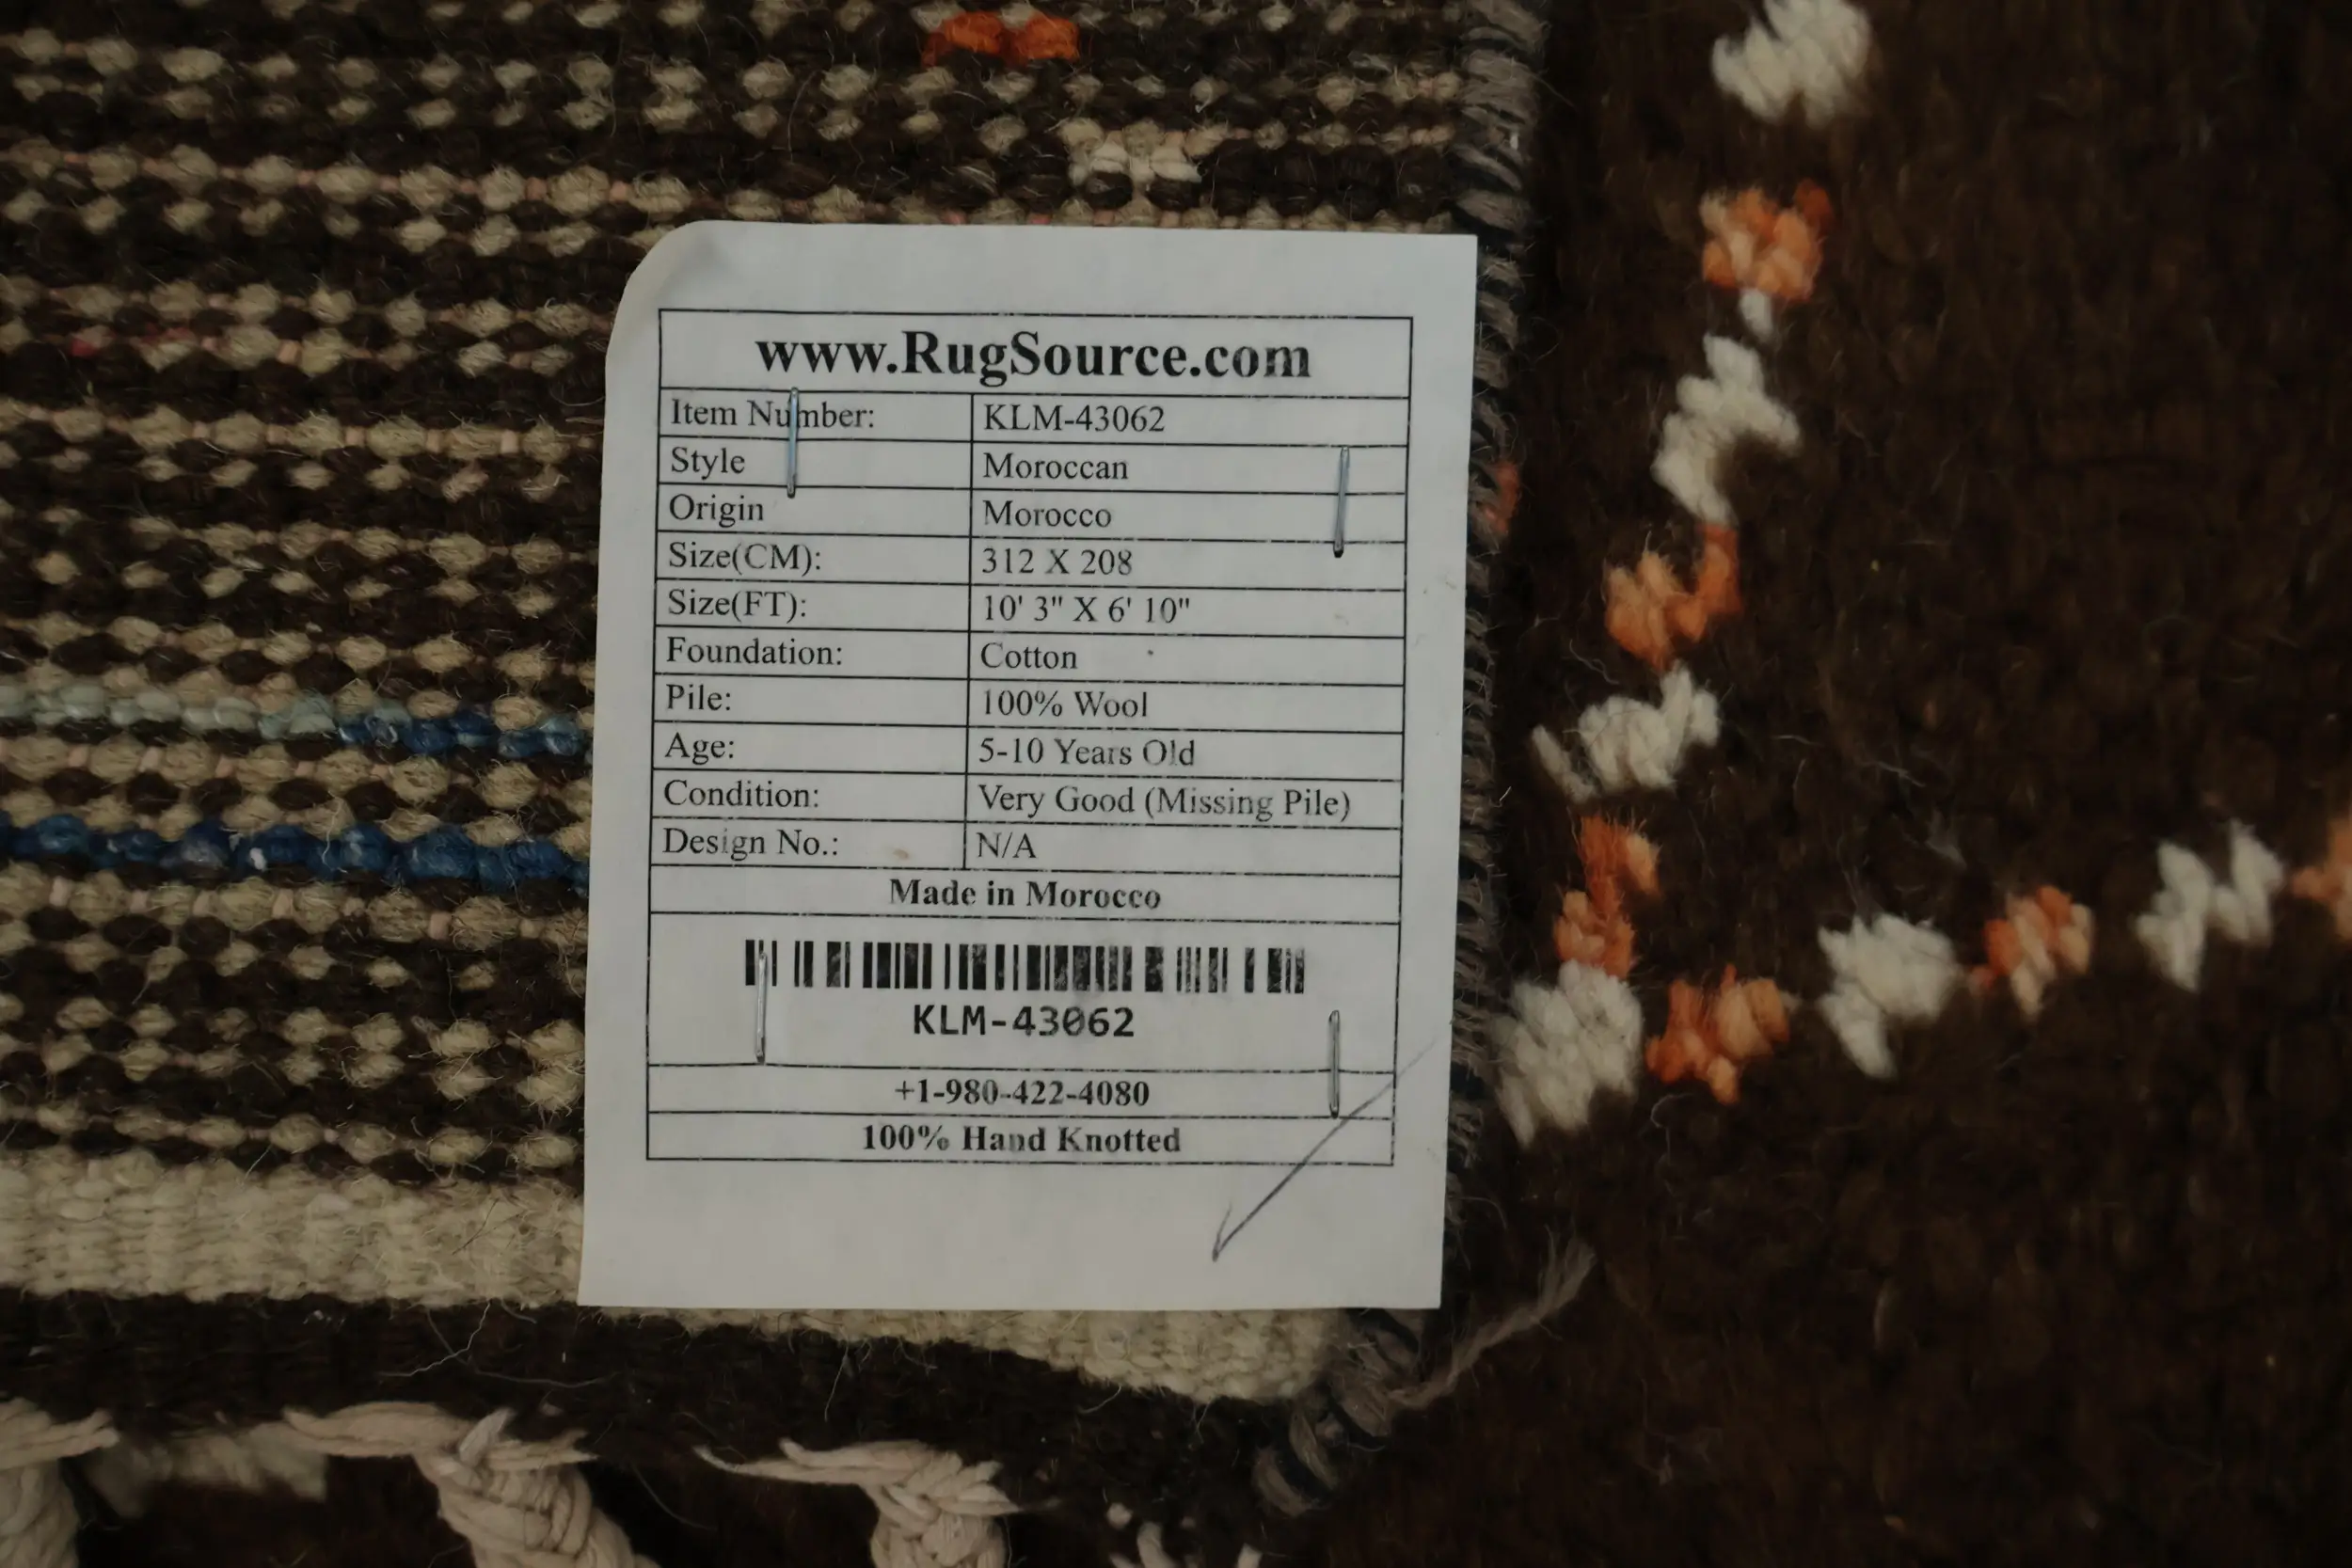 www.RugSource.com
Item Number: KLM-43062
Style Moroccan
Origin Morocco
Size(CM): 312 X 208
Size(FT): 10' 3" X 6' 10"
Foundation: Cotton
Pile: 100% Wool
Age: 5-10 Years Old
Condition: Very Good (Missing Pile)
Design No.: N/A
Made in Morocco
KLM-43062
+1-980-422-4080
100% Hand Knotted